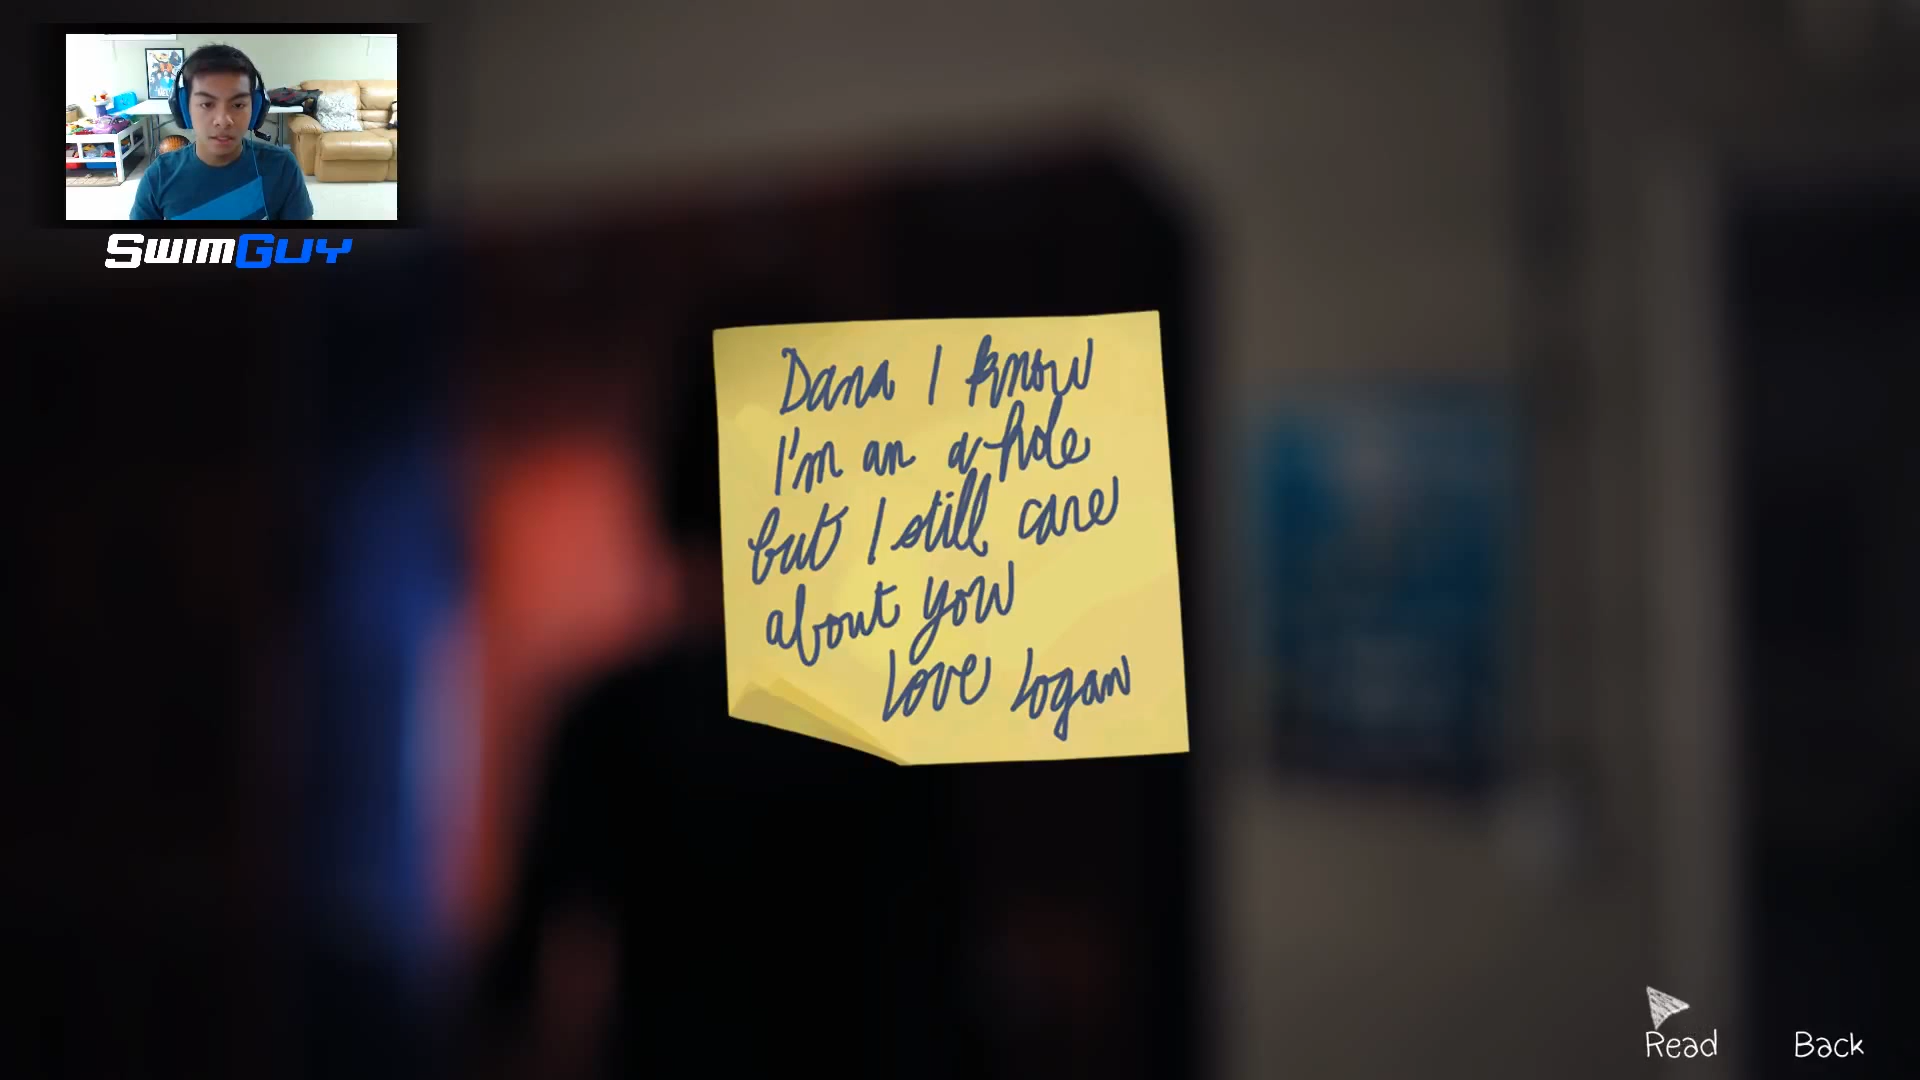 SWIMGUY
Dana I know
I'm an a-hole
but I still care
about you
Love Logan
Read
Back